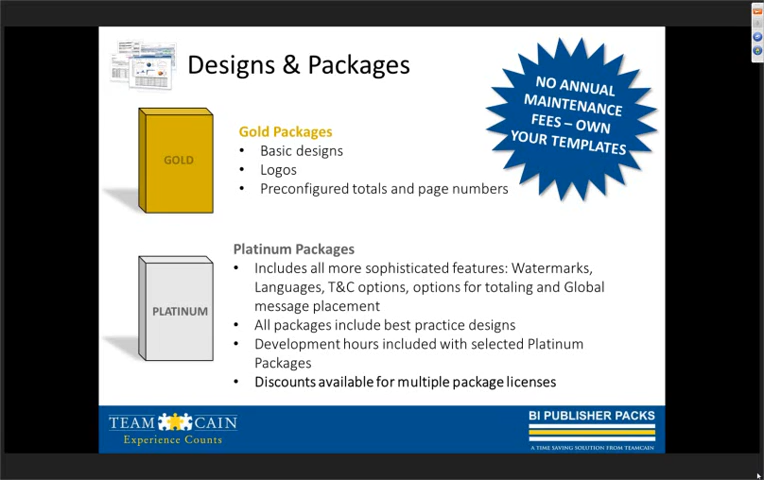 Designs & Packages
NO ANNUAL
MAINTENANCE
FEES – OWN
YOUR TEMPLATES
GOLD
Gold Packages
• Basic designs
• Logos
• Preconfigured totals and page numbers
PLATINUM
Platinum Packages
• Includes all more sophisticated features: Watermarks,
Languages, T&C options, options for totaling and Global
message placement
• All packages include best practice designs
• Development hours included with selected Platinum
Packages
• Discounts available for multiple package licenses
TEAM CAIN
Experience Counts
BI PUBLISHER PACKS
A TIME SAVING SOLUTION FROM TEAMCAIN